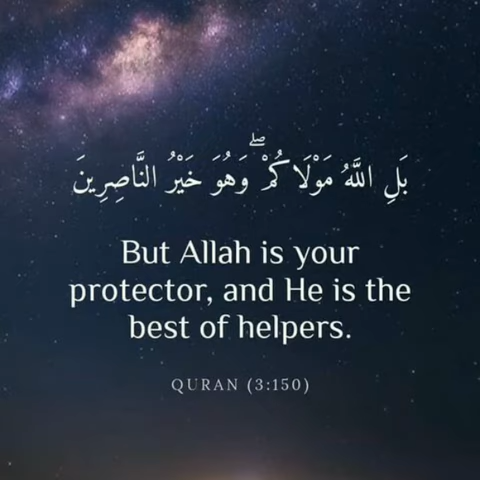 بَلِ اللَّهُ مَوْلَاكُمْ ۖ وَهُوَ خَيْرُ النَّاصِرِينَ
But Allah is your
protector, and He is the
best of helpers.
QURAN (3:150)